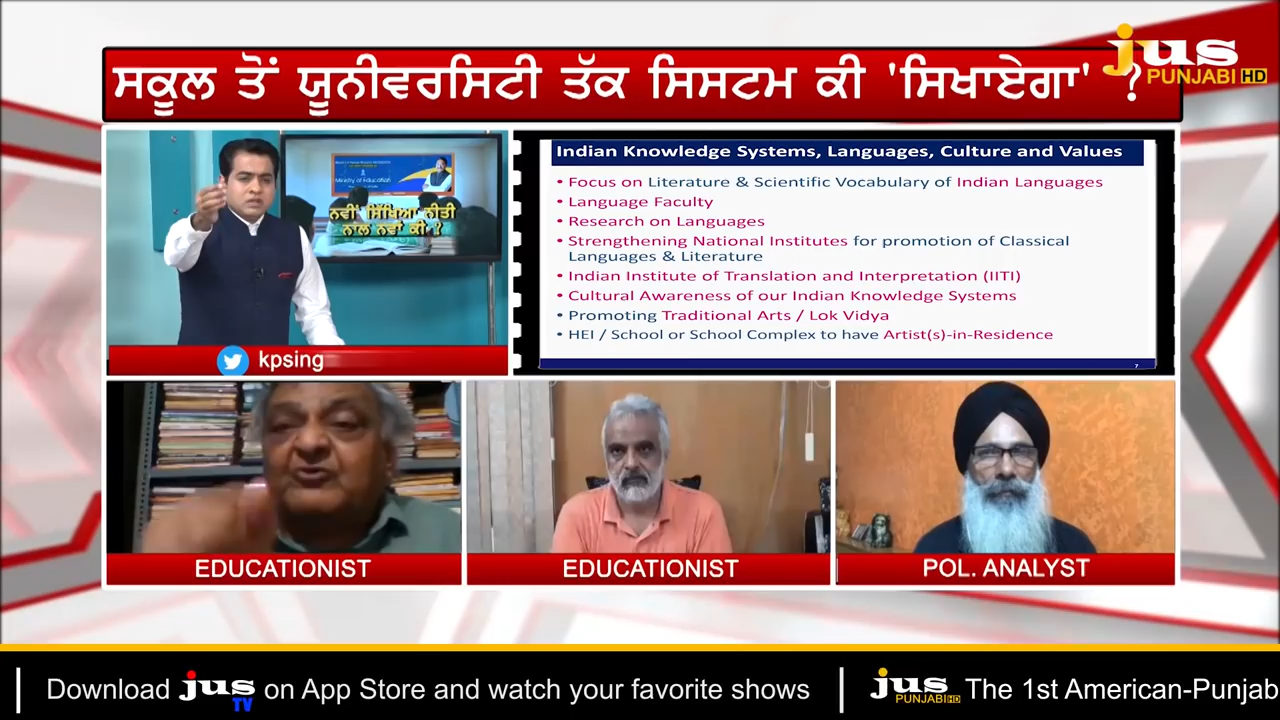 ਸਕੂਲ ਤੋਂ ਯੂਨੀਵਰਸਿਟੀ ਤੱਕ ਸਿਸਟਮ ਕੀ 'ਸਿਖਾਏਗਾ' ?
jus
PUNJABI HD
Ministry of Education
ਨਵੀਂ ਸਿੱਖਿਆ ਨੀਤੀ
ਨਾਲ ਨਵਾਂ ਕੀ ?
kpsing
Indian Knowledge Systems, Languages, Culture and Values
• Focus on Literature & Scientific Vocabulary of Indian Languages
• Language Faculty
• Research on Languages
• Strengthening National Institutes for promotion of Classical
Languages & Literature
• Indian Institute of Translation and Interpretation (IITI)
• Cultural Awareness of our Indian Knowledge Systems
• Promoting Traditional Arts / Lok Vidya
• HEI / School or School Complex to have Artist(s)-in-Residence
7
EDUCATIONIST
EDUCATIONIST
POL. ANALYST
Download jus TV on App Store and watch your favorite shows | jus PUNJABI HD The 1st American-Punjab